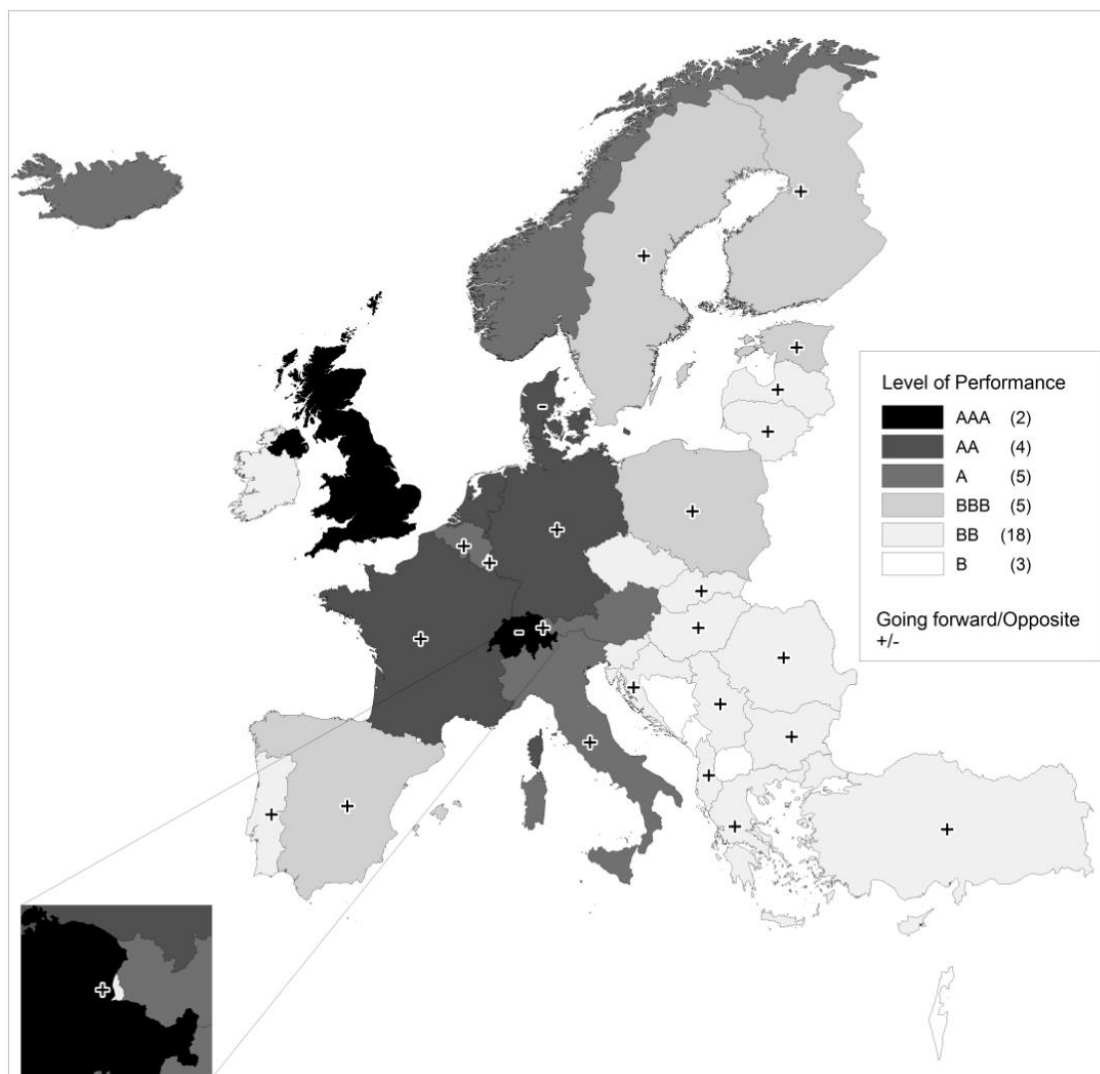 Level of Performance
AAA (2)
AA (4)
A (5)
BBB (5)
BB (18)
B (3)
Going forward/Opposite
+/-